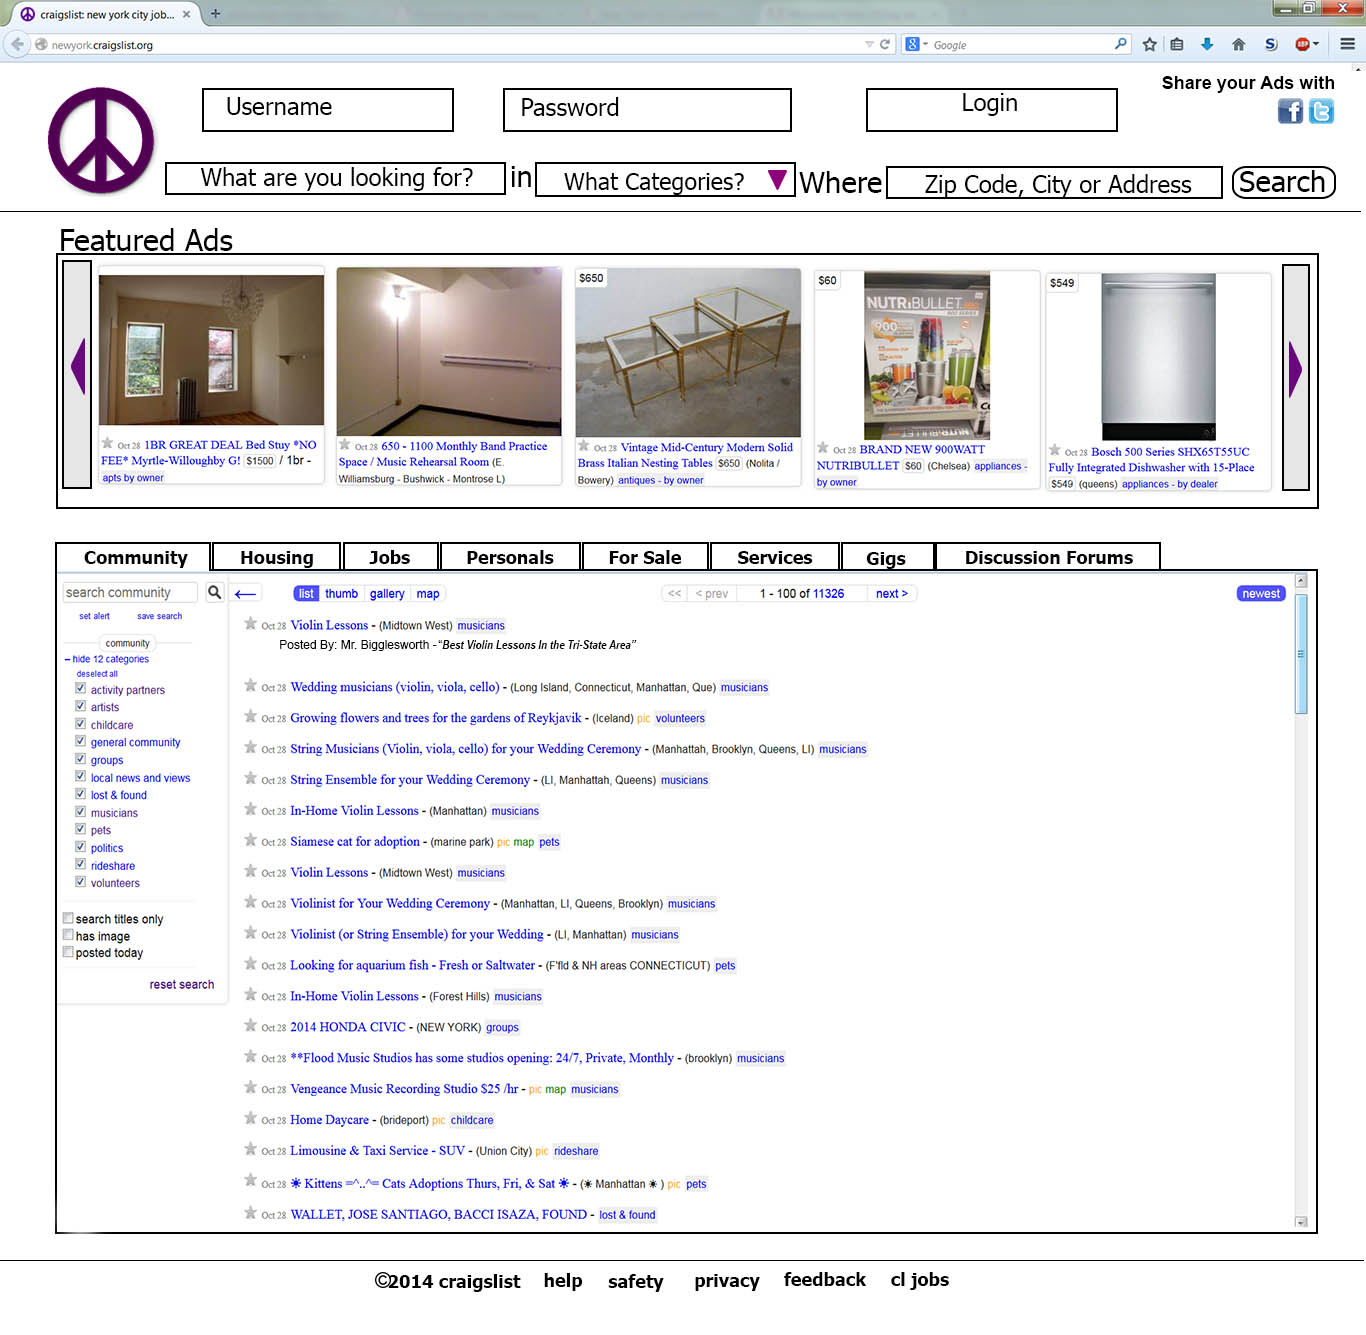 craigslist: new york city job...
newyork.craigslist.org
Google
Share your Ads with
Username
Password
Login
What are you looking for?
in
What Categories?
Where
Zip Code, City or Address
Search
Featured Ads
Oct 28 1BR GREAT DEAL Bed Stuy *NO
FEE* Myrtle-Willoughby G! $1500 / 1br -
apts by owner
Oct 28 650 - 1100 Monthly Band Practice
Space / Music Rehearsal Room (E.
Williamsburg - Bushwick - Montrose L)
$650
Oct 28 Vintage Mid-Century Modern Solid
Brass Italian Nesting Tables $650 (Nolita /
Bowery) antiques - by owner
$60
NUTRiBULLET
900
Oct 28 BRAND NEW 900WATT
NUTRIBULLET $60 (Chelsea) appliances -
by owner
$549
Oct 28 Bosch 500 Series SHX65T55UC
Fully Integrated Dishwasher with 15-Place
$549 (queens) appliances - by dealer
Community
Housing
Jobs
Personals
For Sale
Services
Gigs
Discussion Forums
search community
set alert save search
community
– hide 12 categories
deselect all
activity partners
artists
childcare
general community
groups
local news and views
lost & found
musicians
pets
politics
rideshare
volunteers
search titles only
has image
posted today
reset search
list thumb gallery map
<< < prev 1 - 100 of 11326 next >
newest
Oct 28 Violin Lessons - (Midtown West) musicians
Posted By: Mr. Bigglesworth - “Best Violin Lessons In the Tri-State Area”
Oct 28 Wedding musicians (violin, viola, cello) - (Long Island, Connecticut, Manhattan, Que) musicians
Oct 28 Growing flowers and trees for the gardens of Reykjavik - (Iceland) pic volunteers
Oct 28 String Musicians (Violin, viola, cello) for your Wedding Ceremony - (Manhattah, Brooklyn, Queens, LI) musicians
Oct 28 String Ensemble for your Wedding Ceremony - (LI, Manhattah, Queens) musicians
Oct 28 In-Home Violin Lessons - (Manhattan) musicians
Oct 28 Siamese cat for adoption - (marine park) pic map pets
Oct 28 Violin Lessons - (Midtown West) musicians
Oct 28 Violinist for Your Wedding Ceremony - (Manhattan, LI, Queens, Brooklyn) musicians
Oct 28 Violinist (or String Ensemble) for your Wedding - (LI, Manhattan) musicians
Oct 28 Looking for aquarium fish - Fresh or Saltwater - (F'fld & NH areas CONNECTICUT) pets
Oct 28 In-Home Violin Lessons - (Forest Hills) musicians
Oct 28 2014 HONDA CIVIC - (NEW YORK) groups
Oct 28 **Flood Music Studios has some studios opening: 24/7, Private, Monthly - (brooklyn) musicians
Oct 28 Vengeance Music Recording Studio $25 /hr - pic map musicians
Oct 28 Home Daycare - (brideport) pic childcare
Oct 28 Limousine & Taxi Service - SUV - (Union City) pic rideshare
Oct 28 ☀ Kittens =^..^= Cats Adoptions Thurs, Fri, & Sat ☀ - (☀ Manhattan ☀ ) pic pets
Oct 28 WALLET, JOSE SANTIAGO, BACCI ISAZA, FOUND - lost & found
©2014 craigslist help safety privacy feedback cl jobs